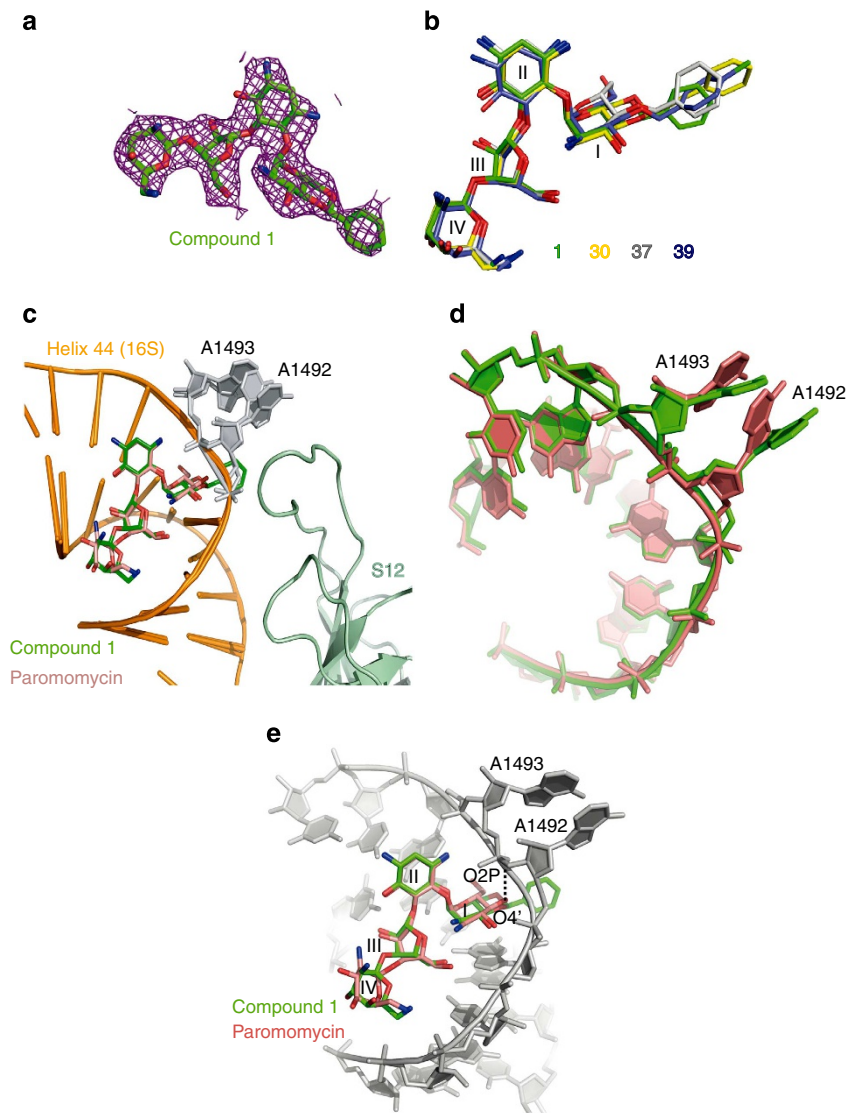 a
Compound 1
b
II
III
I
IV
1 30 37 39
c
Helix 44 (16S)
A1493
A1492
S12
Compound 1
Paromomycin
d
A1493
A1492
e
A1493
A1492
II
O2P
I
O4'
III
IV
Compound 1
Paromomycin